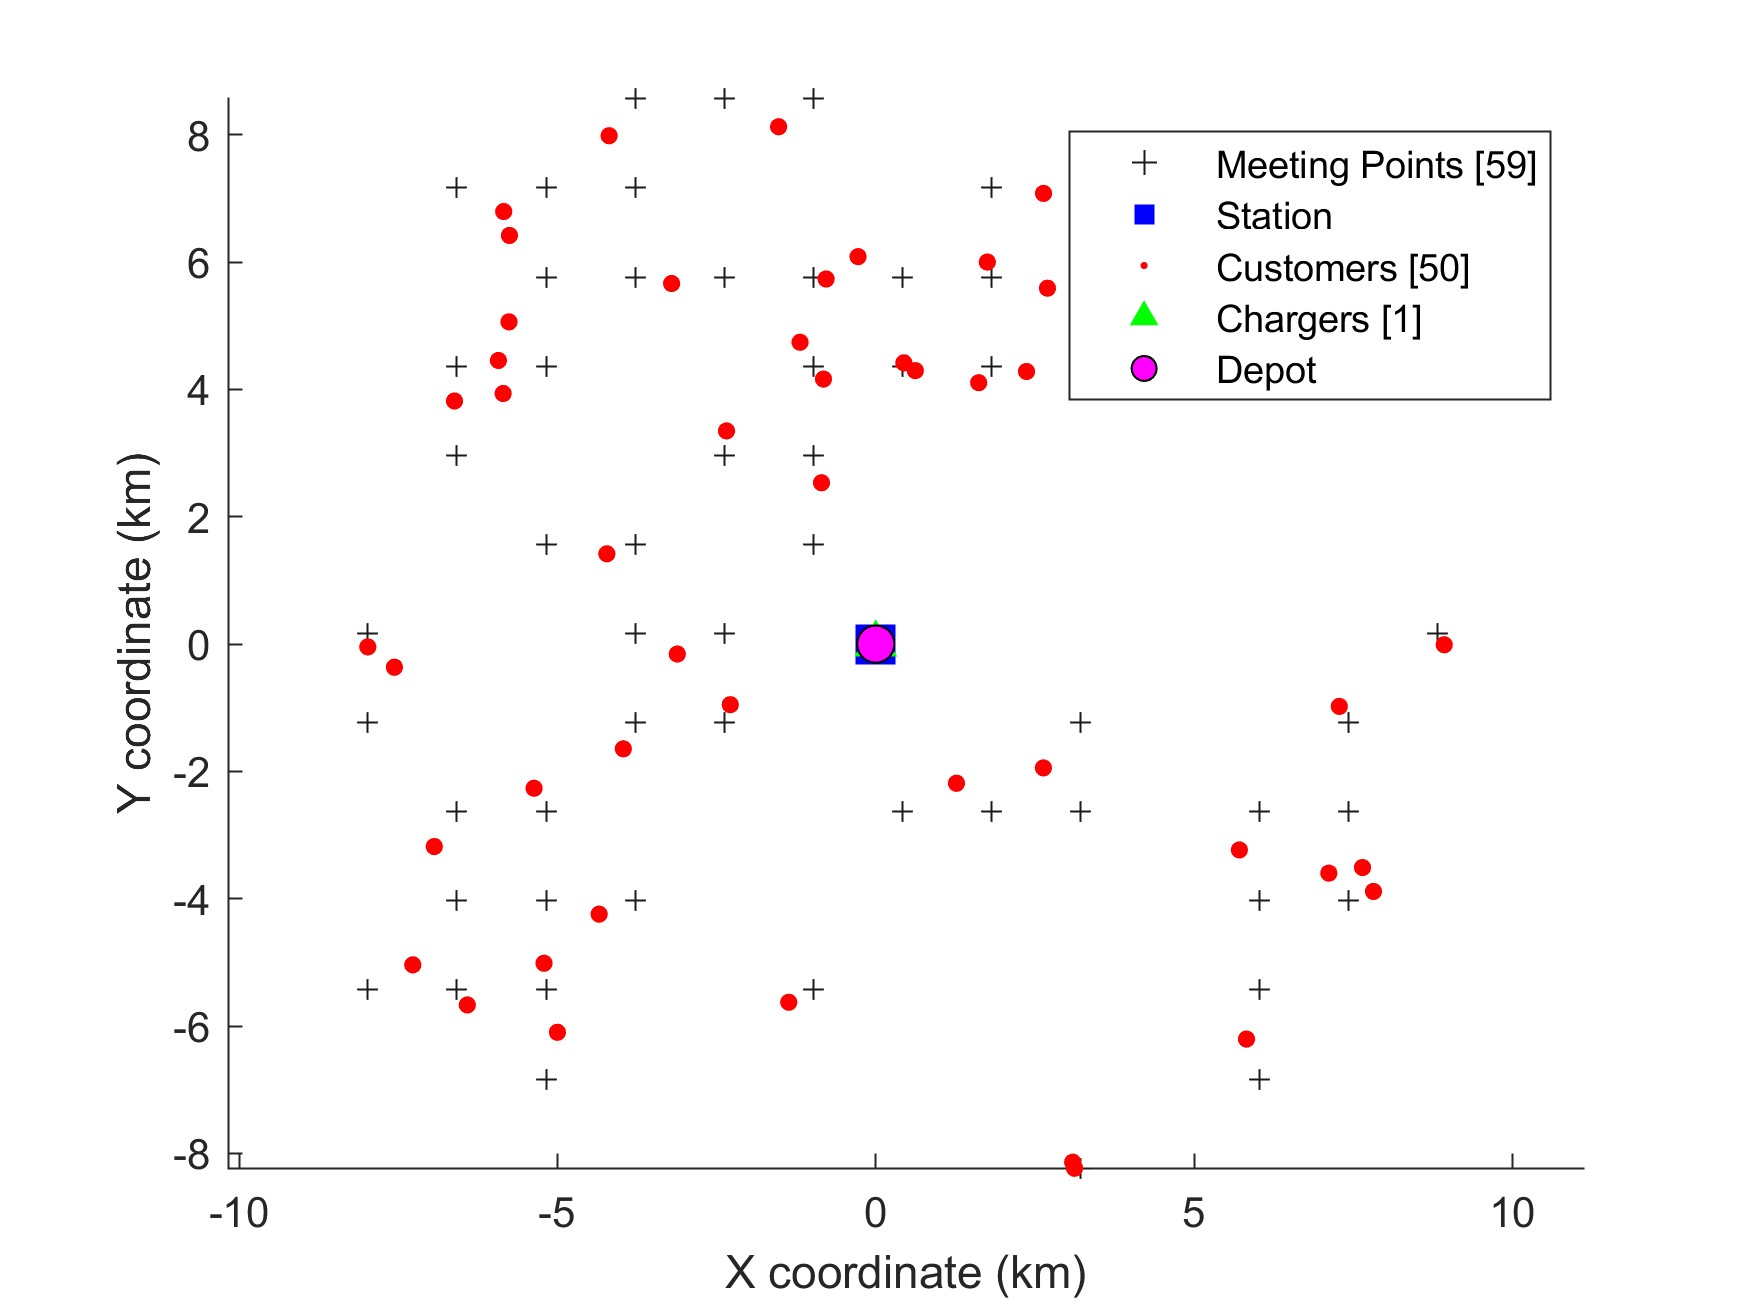 8
6
4
2
0
-2
-4
-6
-8
Y coordinate (km)
Meeting Points [59]
Station
Customers [50]
Chargers [1]
Depot
-10 -5 0 5 10
X coordinate (km)